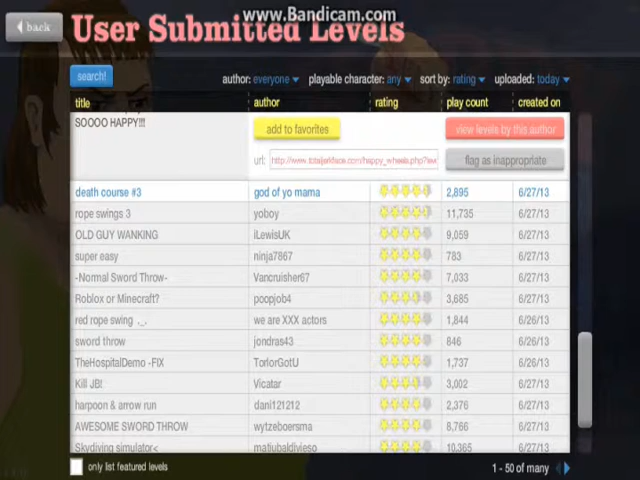 www.Bandicam.com
back
User Submitted Levels
search!
author: everyone playable character: any sort by: rating uploaded: today
title author rating play count created on
SOOOO HAPPY!!! add to favorites view levels by this author
url: http://www.totaljerkface.com/happy_wheels.php? flag as inappropriate
death course #3 god of yo mama 2,895 6/27/13
rope swings 3 yoboy 11,735 6/27/13
OLD GUY WANKING iLewisUK 9,059 6/27/13
super easy ninja7867 783 6/27/13
-Normal Sword Throw- Vancruisher67 7,033 6/27/13
Roblox or Minecraft? poopjob4 3,685 6/27/13
red rope swing ._. we are XXX actors 1,844 6/26/13
sword throw jondras43 846 6/26/13
TheHospitalDemo -FIX TorlorGotU 1,737 6/26/13
Kill JB! Vicatar 3,002 6/27/13
harpoon & arrow run dani121212 2,376 6/27/13
AWESOME SWORD THROW wytzeboersma 8,766 6/27/13
Skydiving simulator< matiubaldivieso 10,365 6/27/13
only list featured levels 1 - 50 of many